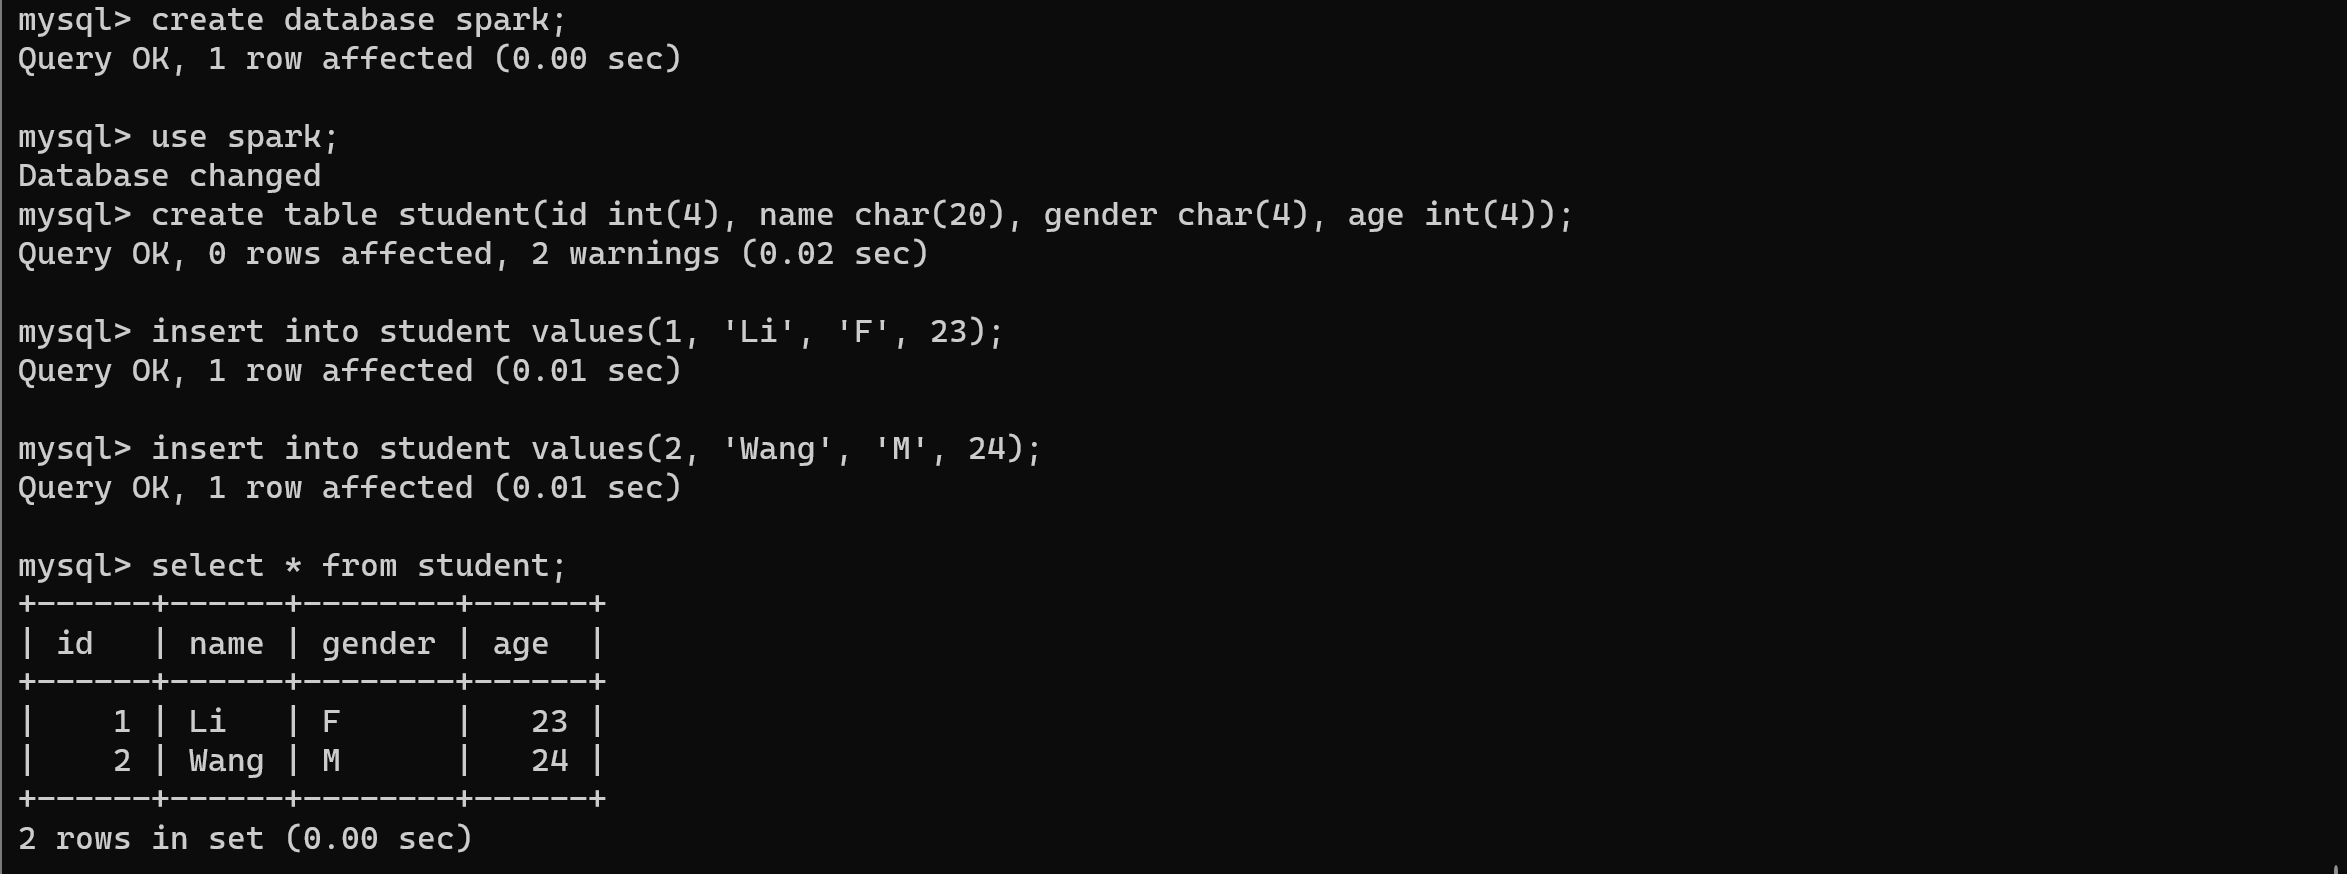 mysql> create database spark;
Query OK, 1 row affected (0.00 sec)

mysql> use spark;
Database changed
mysql> create table student(id int(4), name char(20), gender char(4), age int(4));
Query OK, 0 rows affected, 2 warnings (0.02 sec)

mysql> insert into student values(1, 'Li', 'F', 23);
Query OK, 1 row affected (0.01 sec)

mysql> insert into student values(2, 'Wang', 'M', 24);
Query OK, 1 row affected (0.01 sec)

mysql> select * from student;
+------+------+--------+------+
| id   | name | gender | age  |
+------+------+--------+------+
|    1 | Li   | F      |   23 |
|    2 | Wang | M      |   24 |
+------+------+--------+------+
2 rows in set (0.00 sec)